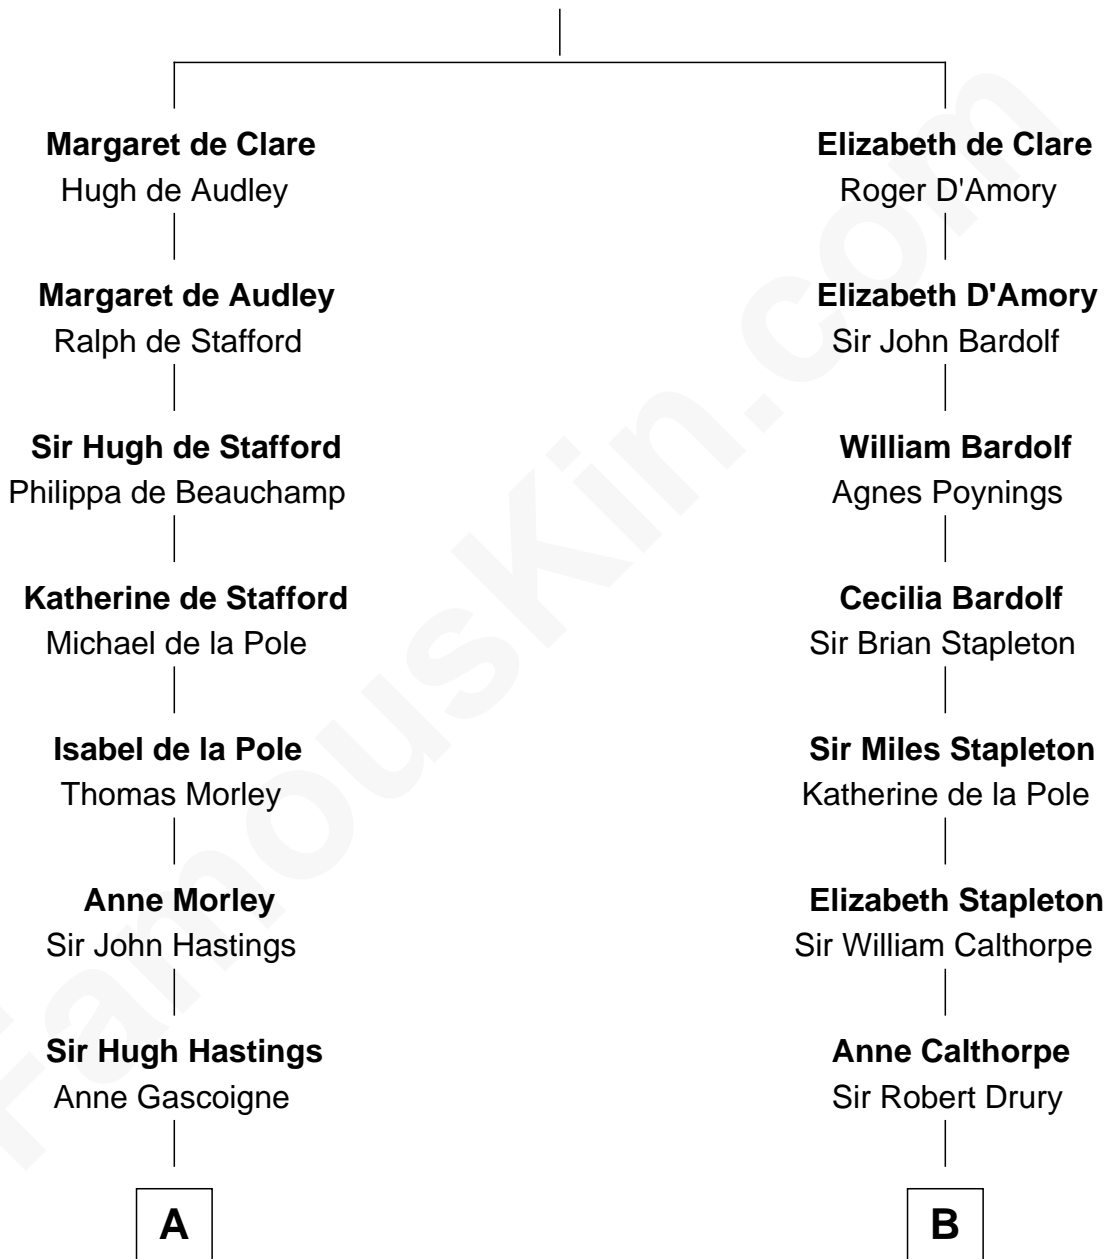 Margaret de Clare
Hugh de Audley
Margaret de Audley
Ralph de Stafford
Sir Hugh de Stafford
Philippa de Beauchamp
Katherine de Stafford
Michael de la Pole
Isabel de la Pole
Thomas Morley
Anne Morley
Sir John Hastings
Sir Hugh Hastings
Anne Gascoigne
A
Elizabeth de Clare
Roger D'Amory
Elizabeth D'Amory
Sir John Bardolf
William Bardolf
Agnes Poynings
Cecilia Bardolf
Sir Brian Stapleton
Sir Miles Stapleton
Katherine de la Pole
Elizabeth Stapleton
Sir William Calthorpe
Anne Calthorpe
Sir Robert Drury
B
FamousKin.com